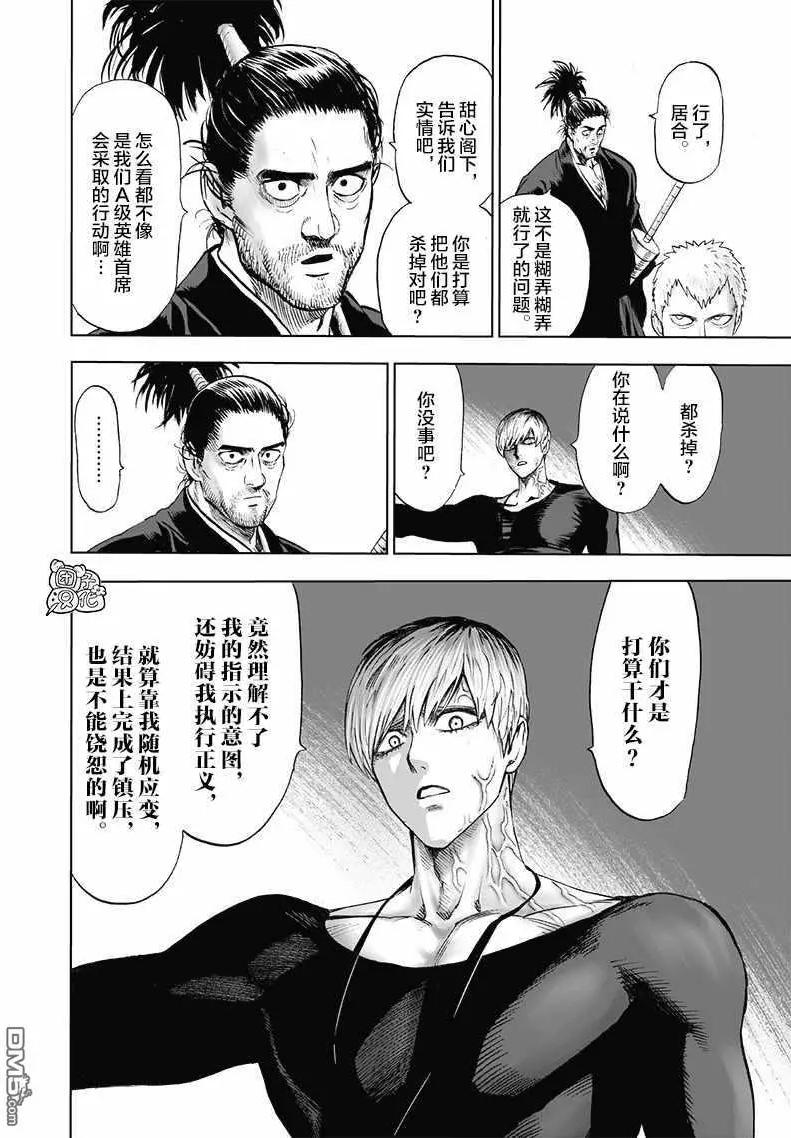 行了，
居合。
这不是糊弄糊弄
就行了的问题。
甜心阁下，
告诉我们
实情吧，
你是打算
把他们都
杀掉对吧？
怎么看都不像
是我们A级英雄首席
会采取的行动啊…
都杀掉？
你在说什么啊？
你没事吧？
…………
你们才是
打算干什么？
竟然理解不了
我的指示的意图，
还妨碍我执行正义，
就算靠我随机应变，
结果上完成了镇压，
也是不能饶恕的啊。
团子
汉化
DM5.com